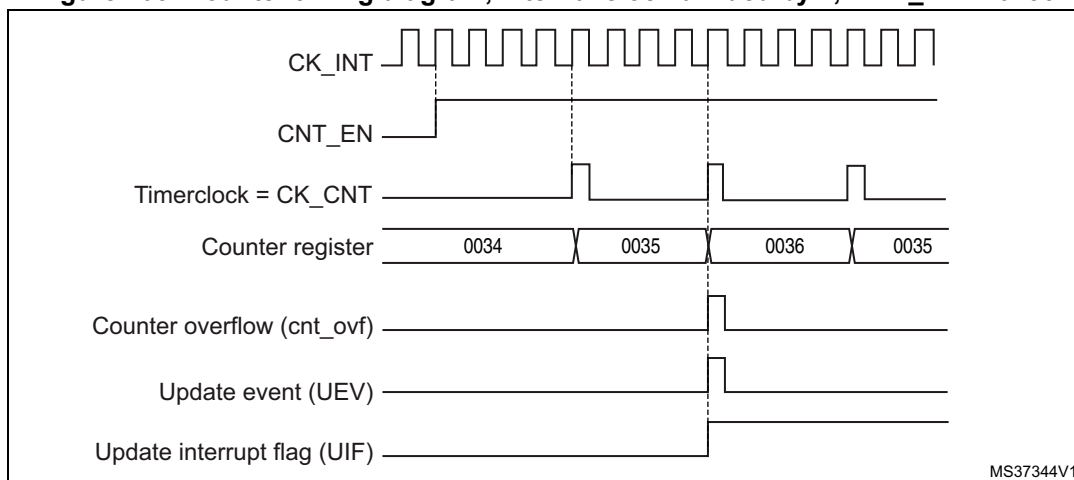 CK_INT
CNT_EN
Timerclock = CK_CNT
Counter register 0034 0035 0036 0035
Counter overflow (cnt_ovf)
Update event (UEV)
Update interrupt flag (UIF)
MS37344V1